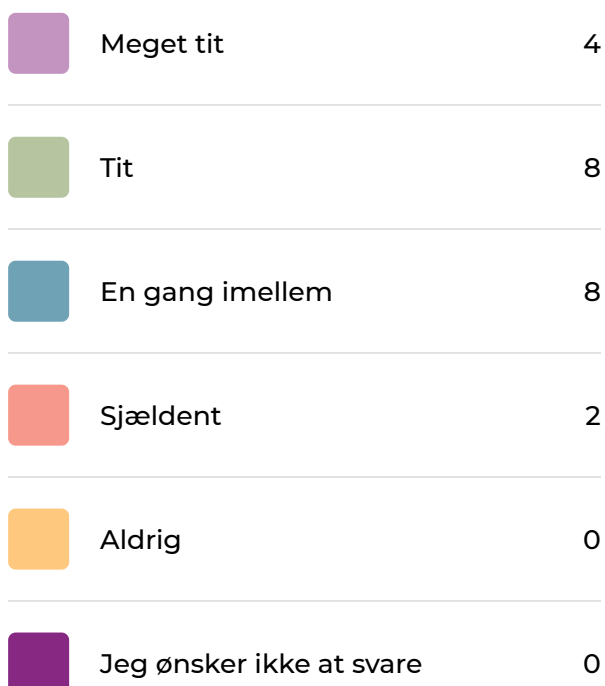 Meget tit 4
Tit 8
En gang imellem 8
Sjældent 2
Aldrig 0
Jeg ønsker ikke at svare 0